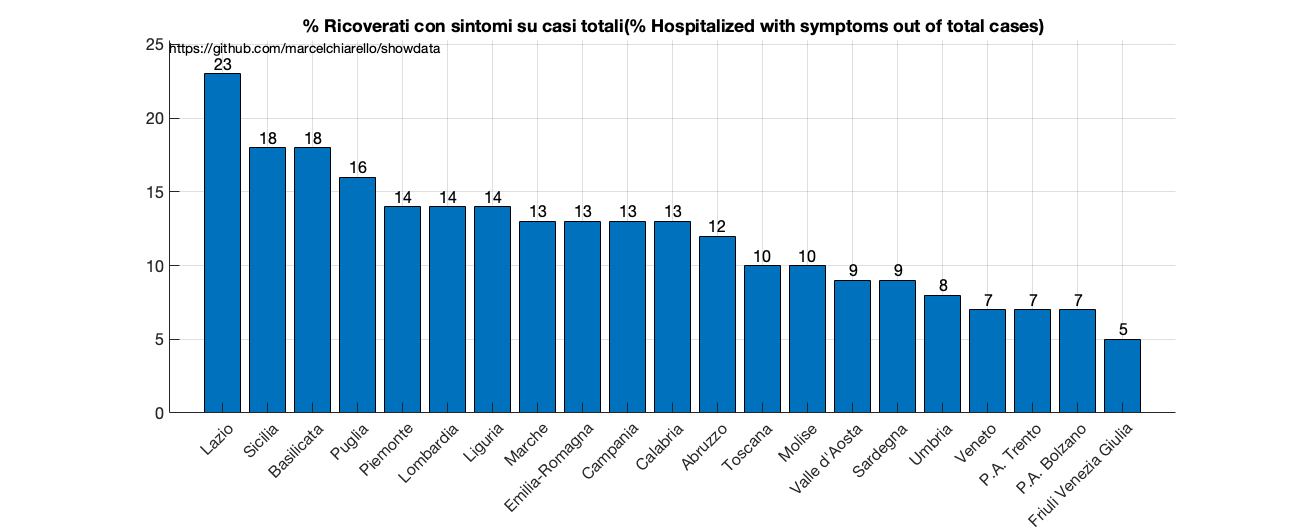 % Ricoverati con sintomi su casi totali(% Hospitalized with symptoms out of total cases)
https://github.com/marcelchiarello/showdata
25
20
15
10
5
0
23
18
18
16
14
14
14
13
13
13
13
12
10
10
9
9
8
7
7
7
5
Lazio
Sicilia
Basilicata
Puglia
Piemonte
Lombardia
Liguria
Marche
Emilia-Romagna
Campania
Calabria
Abruzzo
Toscana
Molise
Valle d'Aosta
Sardegna
Umbria
Veneto
P.A. Trento
P.A. Bolzano
Friuli Venezia Giulia